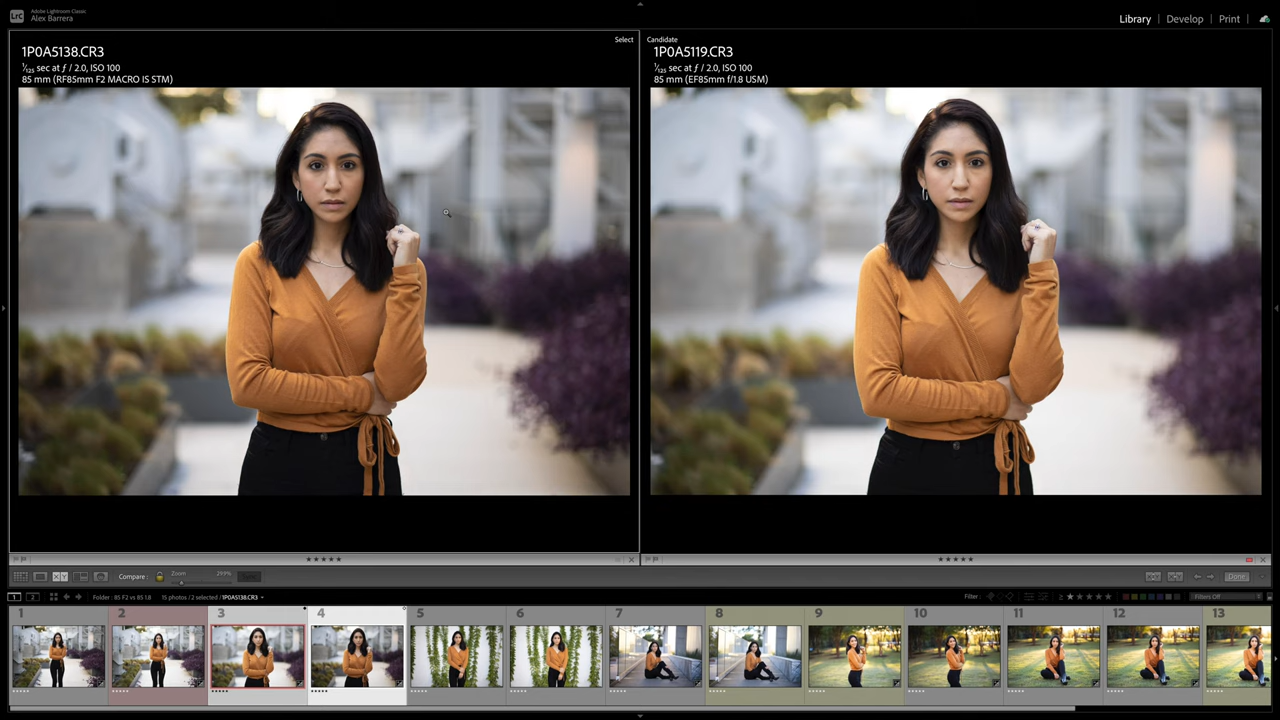 LrC
Adobe Lightroom Classic
Alex Barrera
Library | Develop | Print |
Select
1P0A5138.CR3
1/125 sec at ƒ / 2.0, ISO 100
85 mm (RF85mm F2 MACRO IS STM)
Candidate
1P0A5119.CR3
1/125 sec at ƒ / 2.0, ISO 100
85 mm (EF85mm f/1.8 USM)
Compare :
Zoom
Done
1 2
Folder : 85 F2 vs 85 1.8
15 photos / 2 selected / 1P0A5138.CR3
Filter :
Filters Off
1 2 3 4 5 6 7 8 9 10 11 12 13